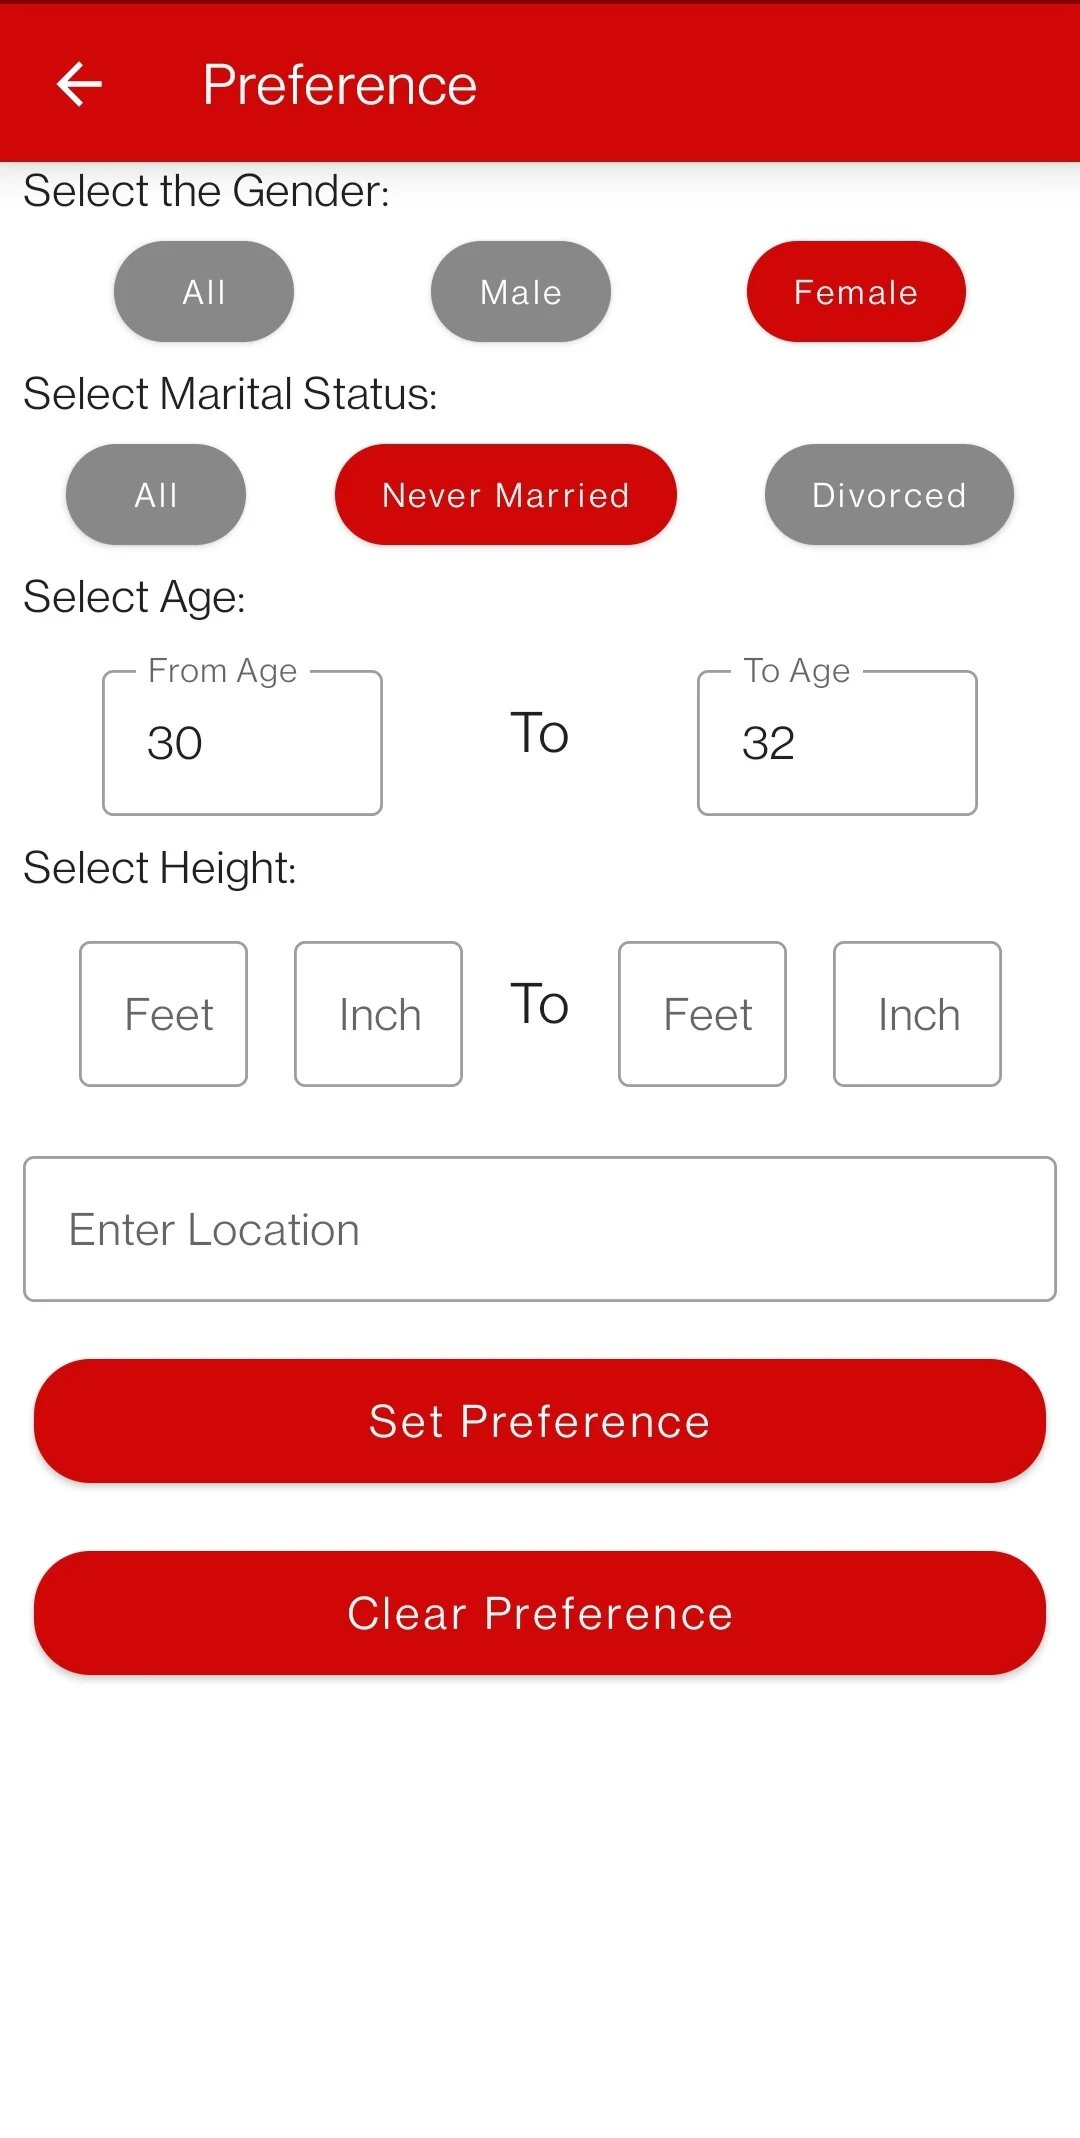 Preference
Select the Gender:
All Male Female
Select Marital Status:
All Never Married Divorced
Select Age:
From Age To Age
30 To 32
Select Height:
Feet Inch To Feet Inch
Enter Location
Set Preference
Clear Preference